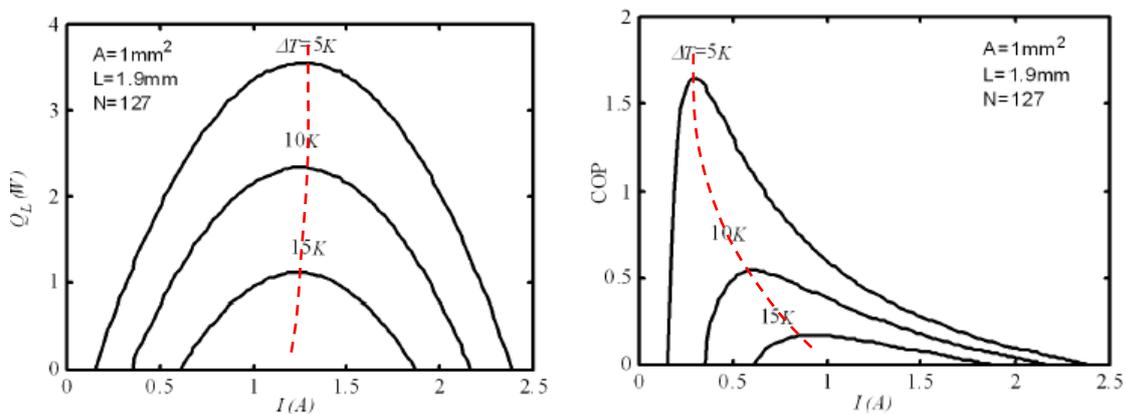 4
3
2
1
0
Q_L (W)
A=1mm²
L=1.9mm
N=127
ΔT=5K
10K
15K
0
0.5
1
1.5
2
2.5
I (A)
2
1.5
1
0.5
0
COP
ΔT=5K
A=1mm²
L=1.9mm
N=127
10K
15K
0
0.5
1
1.5
2
2.5
I (A)